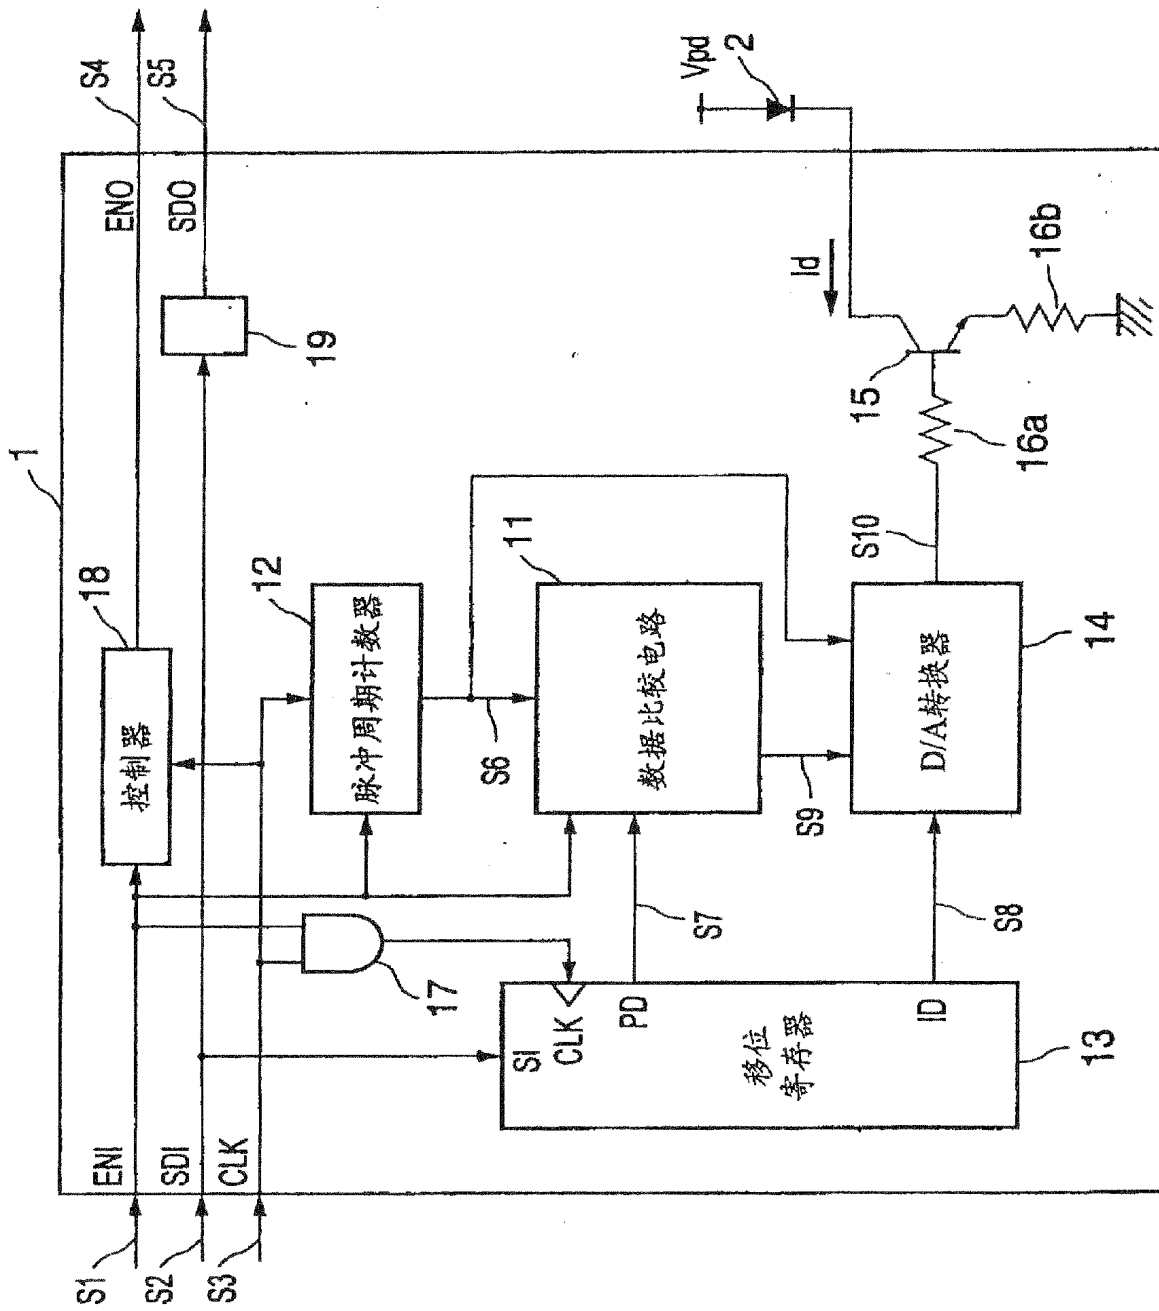 1
S1
ENI
18
控制器
ENO
S4
S2
SDI
19
SDO
S5
S3
CLK
17
12
脉冲周期计数器
S6
11
数据比较电路
SI
CLK
PD
ID
移位
寄存器
13
S7
S8
S9
D/A转换器
14
S10
16a
15
16b
Id
Vpd
2